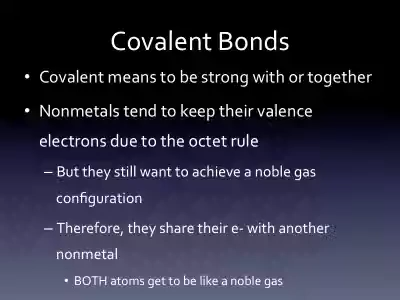 Covalent Bonds
• Covalent means to be strong with or together
• Nonmetals tend to keep their valence
electrons due to the octet rule
– But they still want to achieve a noble gas
configuration
– Therefore, they share their e- with another
nonmetal
• BOTH atoms get to be like a noble gas